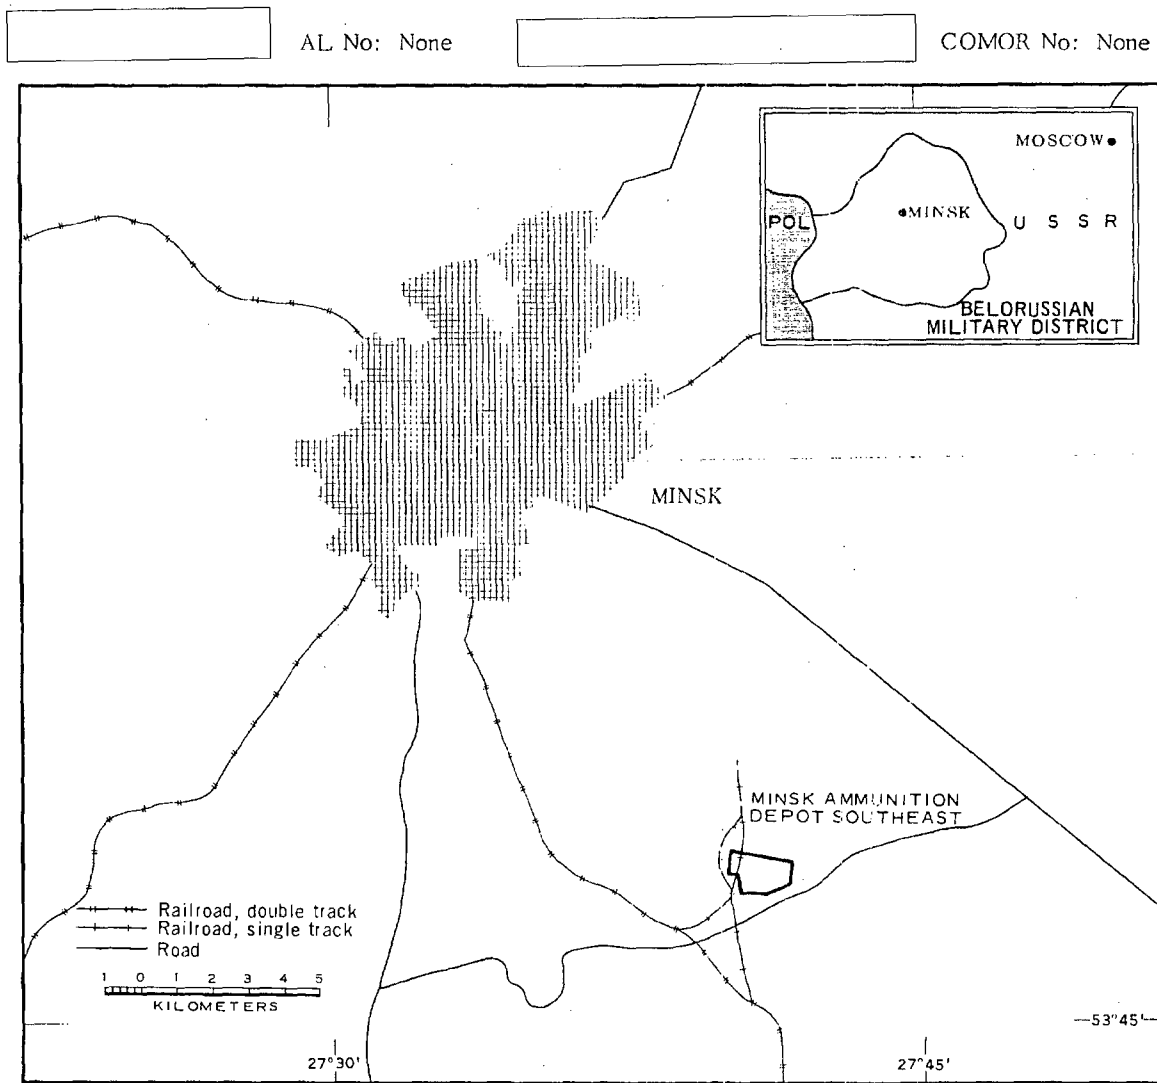 AL No: None
COMOR No: None
MOSCOW
POL
MINSK
U S S R
BELORUSSIAN
MILITARY DISTRICT
MINSK
MINSK AMMUNITION
DEPOT SOUTHEAST
Railroad, double track
Railroad, single track
Road
1 0 1 2 3 4 5
KILOMETERS
53°45'
27°30'
27°45'